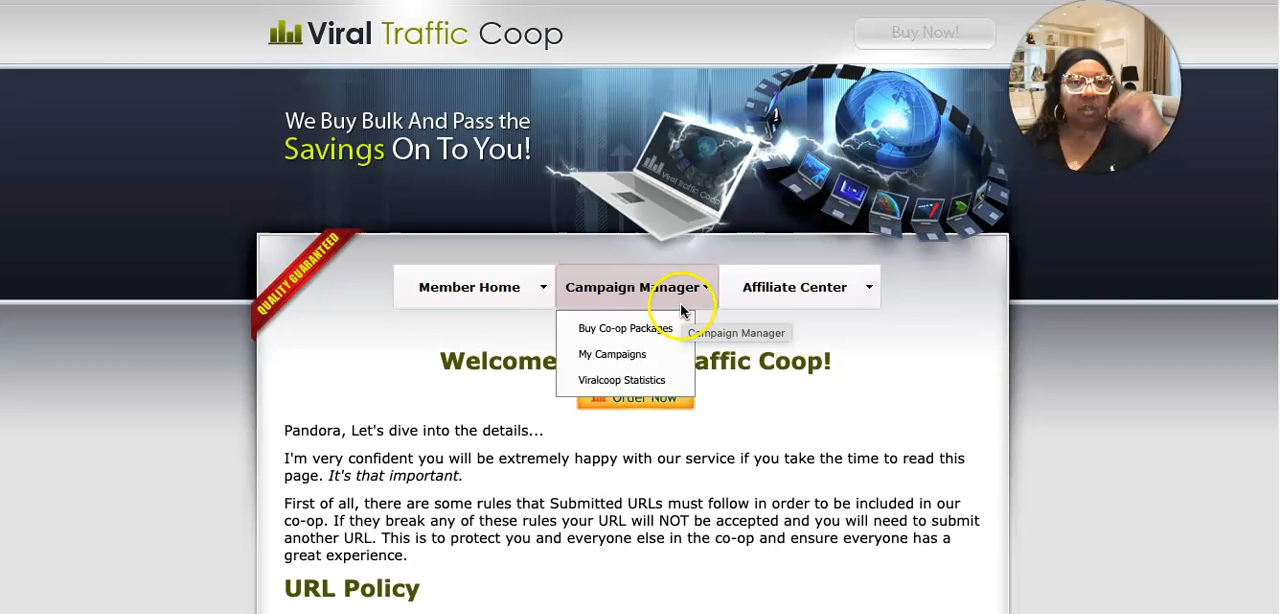 Viral Traffic Coop
Buy Now!
We Buy Bulk And Pass the
Savings On To You!
Viral Traffic Coop
QUALITY GUARANTEED
Member Home
Campaign Manager
Affiliate Center
Buy Co-op Packages
Campaign Manager
My Campaigns
Viralcoop Statistics
Welcome affic Coop!
Order Now
Pandora, Let's dive into the details...
I'm very confident you will be extremely happy with our service if you take the time to read this
page. It's that important.
First of all, there are some rules that Submitted URLs must follow in order to be included in our
co-op. If they break any of these rules your URL will NOT be accepted and you will need to submit
another URL. This is to protect you and everyone else in the co-op and ensure everyone has a
great experience.
URL Policy